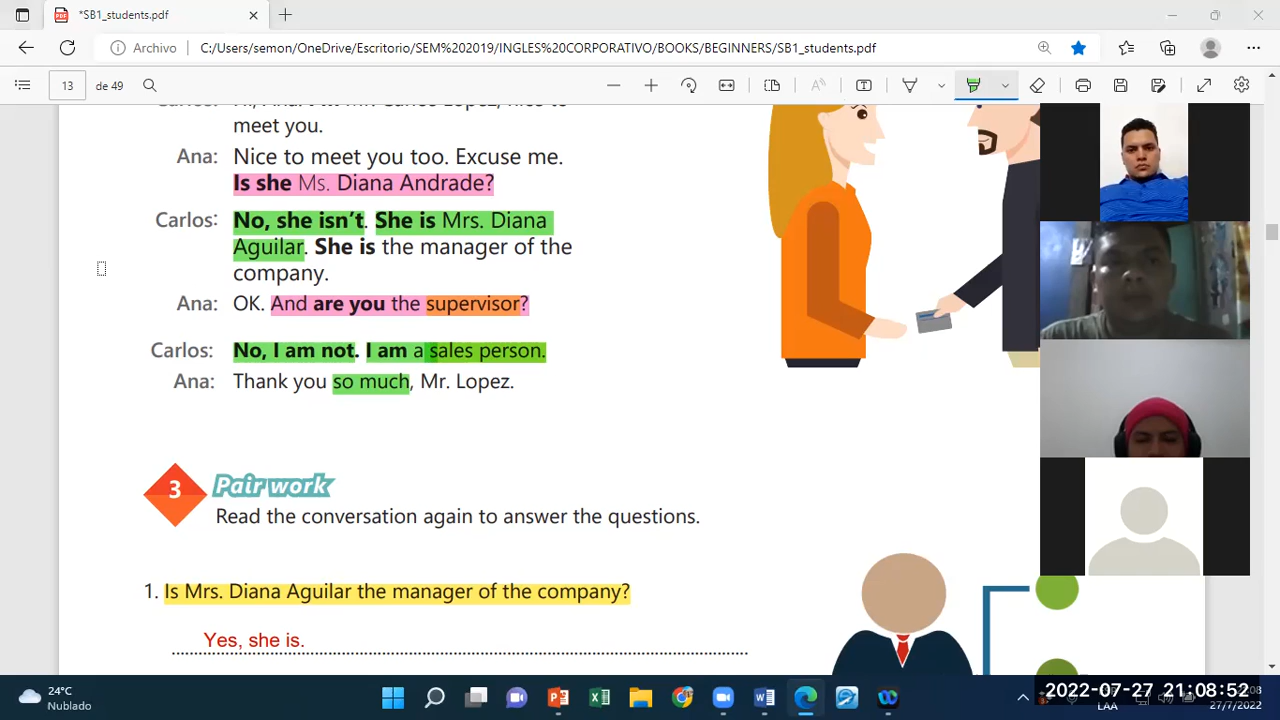 *SB1_students.pdf
Archivo
C:/Users/semon/OneDrive/Escritorio/SEM%202019/INGLES%20CORPORATIVO/BOOKS/BEGINNERS/SB1_students.pdf
13 de 49
meet you.
Ana: Nice to meet you too. Excuse me.
Is she Ms. Diana Andrade?
Carlos: No, she isn't. She is Mrs. Diana
Aguilar. She is the manager of the
company.
Ana: OK. And are you the supervisor?
Carlos: No, I am not. I am a sales person.
Ana: Thank you so much, Mr. Lopez.
3 Pair work
Read the conversation again to answer the questions.
1. Is Mrs. Diana Aguilar the manager of the company?
Yes, she is.
24°C
Nublado
LAA
2022-07-27 21:08:52
27/7/2022